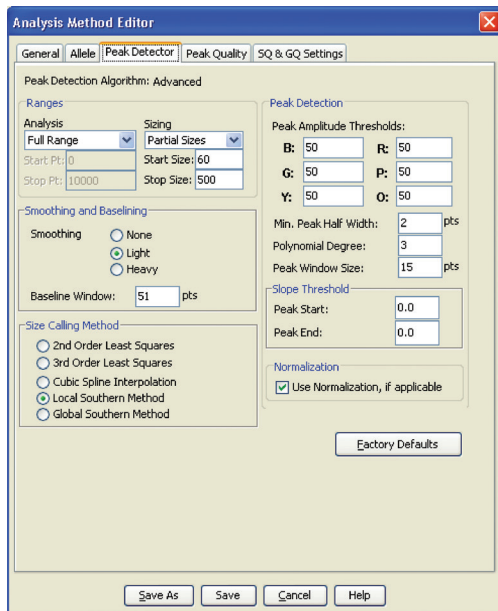 Analysis Method Editor
General Allele Peak Detector Peak Quality SQ & GQ Settings
Peak Detection Algorithm: Advanced
Ranges
Analysis
Full Range
Start Pt: 0
Stop Pt: 10000
Sizing
Partial Sizes
Start Size: 60
Stop Size: 500
Smoothing and Baselining
Smoothing
None
Light
Heavy
Baseline Window: 51 pts
Size Calling Method
2nd Order Least Squares
3rd Order Least Squares
Cubic Spline Interpolation
Local Southern Method
Global Southern Method
Peak Detection
Peak Amplitude Thresholds:
B: 50 R: 50
G: 50 P: 50
Y: 50 O: 50
Min. Peak Half Width: 2 pts
Polynomial Degree: 3
Peak Window Size: 15 pts
Slope Threshold
Peak Start: 0.0
Peak End: 0.0
Normalization
Use Normalization, if applicable
Factory Defaults
Save As Save Cancel Help